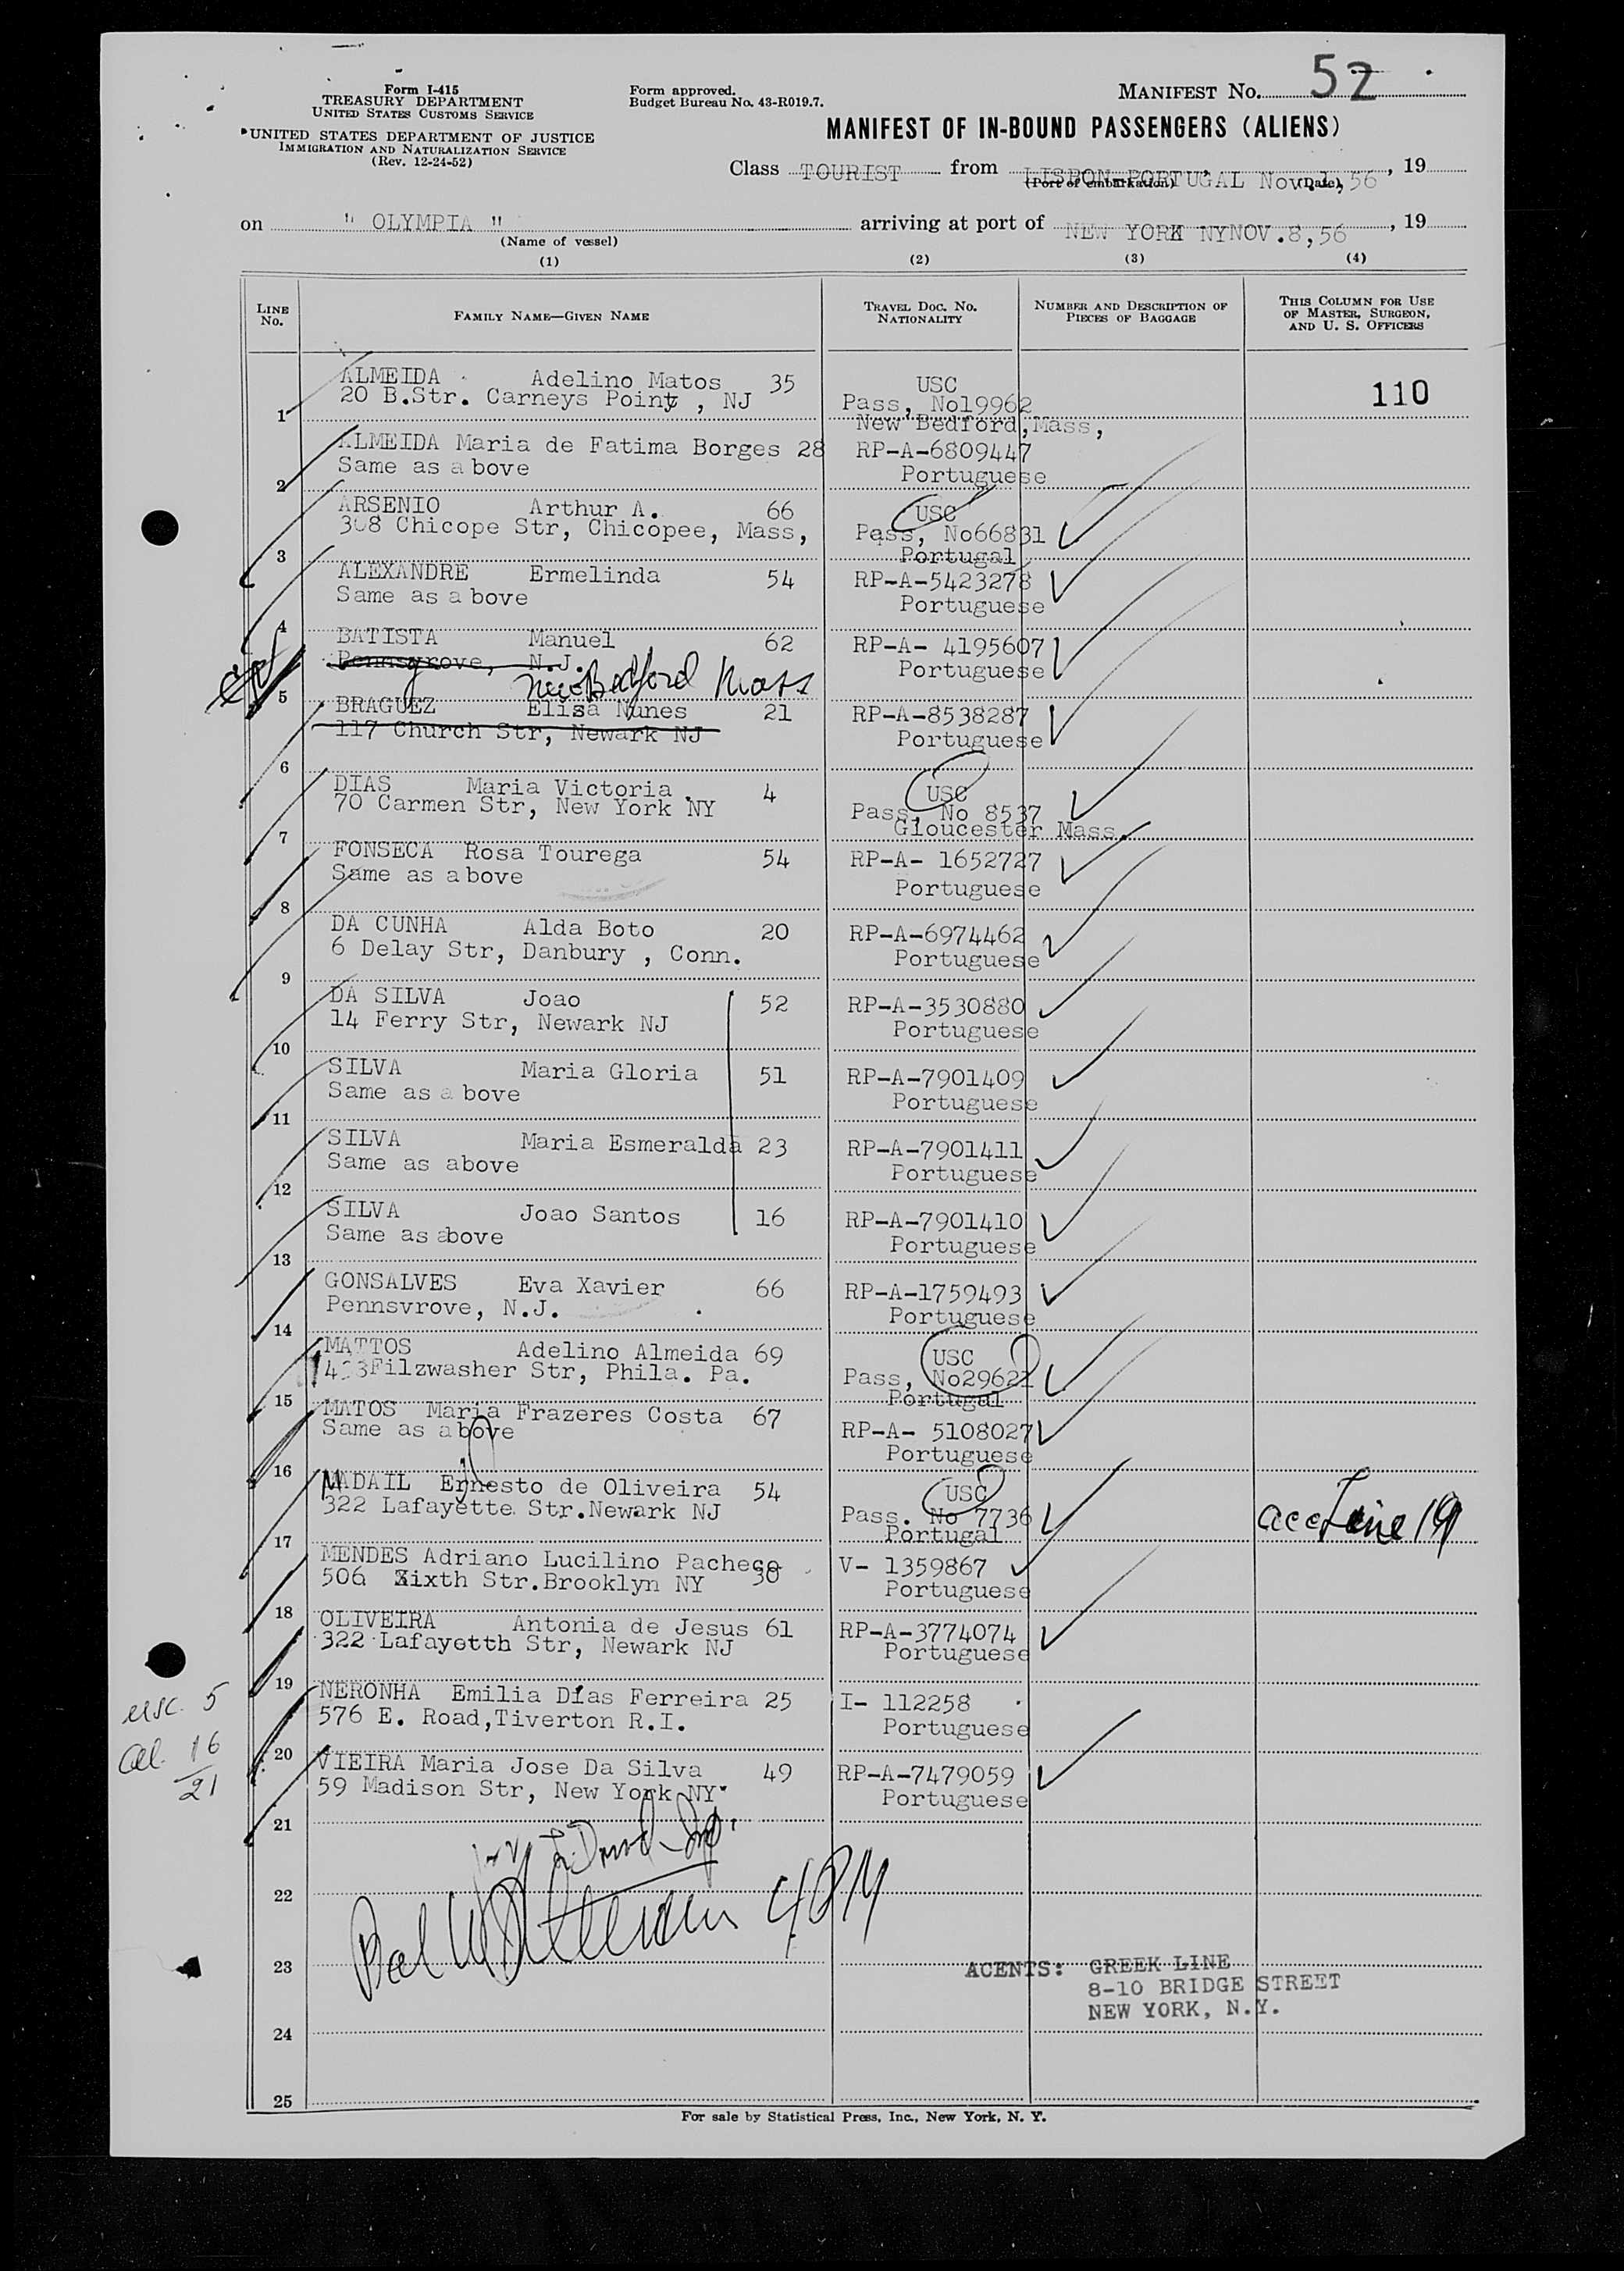 Form I-415
TREASURY DEPARTMENT
UNITED STATES CUSTOMS SERVICE
UNITED STATES DEPARTMENT OF JUSTICE
IMMIGRATION AND NATURALIZATION SERVICE
(Rev. 12-24-52)
Form approved.
Budget Bureau No. 43-R019.7.
MANIFEST No. 52
MANIFEST OF IN-BOUND PASSENGERS (ALIENS)
Class TOURIST from LISBON PORTUGAL Nov. 1, 56, 19
(Port of embarkation) (Date)
on " OLYMPIA " arriving at port of NEW YORK NY NOV.8,56, 19
(Name of vessel)
(1) (2) (3) (4)
LINE No. FAMILY NAME—GIVEN NAME TRAVEL DOC. No. NATIONALITY NUMBER AND DESCRIPTION OF PIECES OF BAGGAGE THIS COLUMN FOR USE OF MASTER, SURGEON, AND U. S. OFFICERS
ALMEIDA Adelino Matos 35 USC 110
20 B.Str. Carneys Point , NJ Pass, No19962
1 New Bedford, Mass,
ALMEIDA Maria de Fatima Borges 28 RP-A-6809447
Same as above Portuguese
2
ARSENIO Arthur A. 66 USC
308 Chicope Str, Chicopee, Mass, Pass, No66831
3 Portugal
ALEXANDRE Ermelinda 54 RP-A-5423278
Same as above Portuguese
4
BATISTA Manuel 62 RP-A- 4195607
Pennsgrove, N.J. Portuguese
New Bedford Mass
5
BRAGUEZ Elisa Nunes 21 RP-A-8538287
117 Church Str, Newark NJ Portuguese
6
DIAS Maria Victoria 4 USC
70 Carmen Str, New York NY Pass, No 8537
7 Gloucester Mass.
FONSECA Rosa Tourega 54 RP-A- 1652727
Same as above Portuguese
8
DA CUNHA Alda Boto 20 RP-A-6974462
6 Delay Str, Danbury , Conn. Portuguese
9
DA SILVA Joao 52 RP-A-3530880
14 Ferry Str, Newark NJ Portuguese
10
SILVA Maria Gloria 51 RP-A-7901409
Same as above Portuguese
11
SILVA Maria Esmeralda 23 RP-A-7901411
Same as above Portuguese
12
SILVA Joao Santos 16 RP-A-7901410
Same as above Portuguese
13
GONSALVES Eva Xavier 66 RP-A-1759493
Pennsvrove, N.J. Portuguese
14
MATTOS Adelino Almeida 69 USC
Filzwasher Str, Phila. Pa. Pass, No29621
15 Portugal
MATOS Maria Frazeres Costa 67 RP-A- 5108027
Same as above Portuguese
16
MADAIL Ernesto de Oliveira 54 USC
322 Lafayette Str.Newark NJ Pass. No 7736 acc Line 19
17 Portugal
MENDES Adriano Lucilino Pacheco 30 V- 1359867
506 Sixth Str.Brooklyn NY Portuguese
18
OLIVEIRA Antonia de Jesus 61 RP-A-3774074
322 Lafayetth Str, Newark NJ Portuguese
19
NERONHA Emilia Dias Ferreira 25 I- 112258
576 E. Road,Tiverton R.I. Portuguese
usc. 5
20
al. 16
21
VIEIRA Maria Jose Da Silva 49 RP-A-7479059
59 Madison Str, New York NY Portuguese
21
22
23
AGENTS: GREEK LINE
8-10 BRIDGE STREET
NEW YORK, N.Y.
24
25
For sale by Statistical Press, Inc., New York, N. Y.